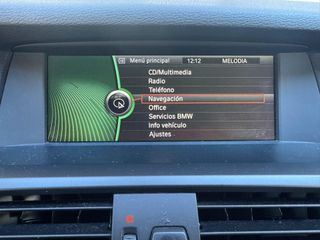 Menú principal 12:12 MELODIA
CD/Multimedia
Radio
Teléfono
Navegación
Office
Servicios BMW
Info vehículo
Ajustes